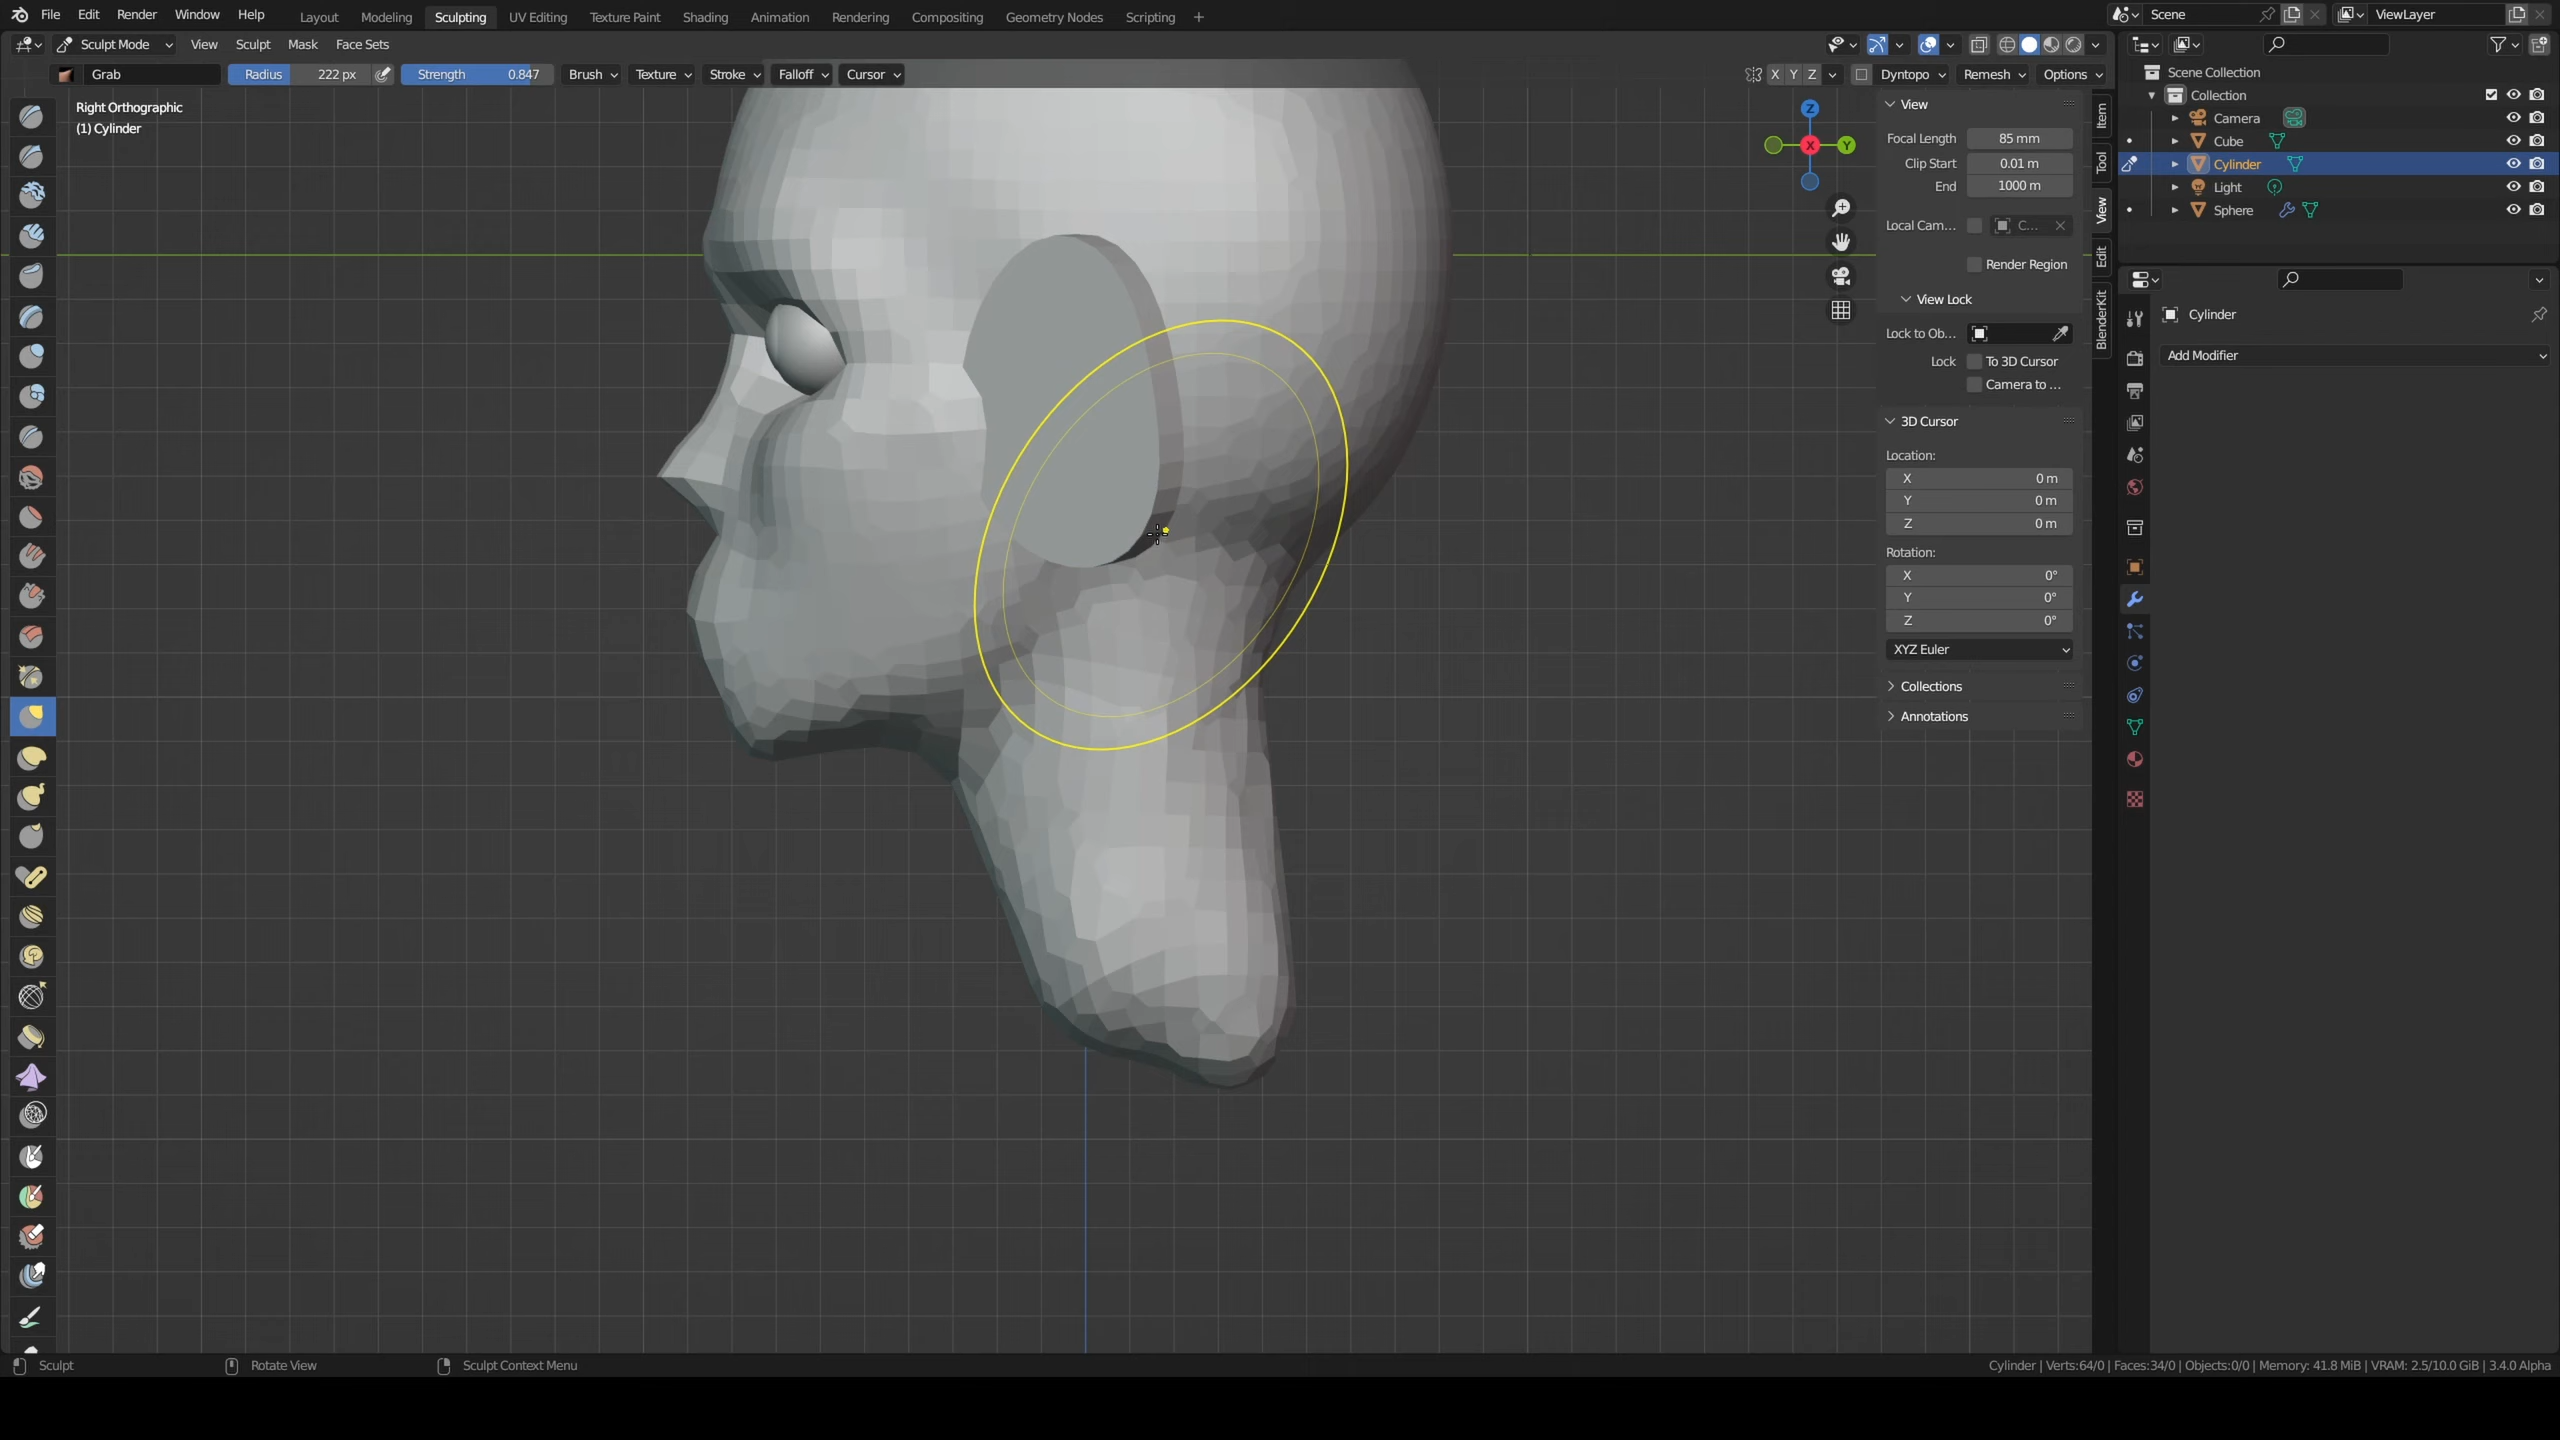 File Edit Render Window Help Layout Modeling Sculpting UV Editing Texture Paint Shading Animation Rendering Compositing Geometry Nodes Scripting + Scene ViewLayer
Sculpt Mode View Sculpt Mask Face Sets
Grab Radius 222 px Strength 0.847 Brush Texture Stroke Falloff Cursor X Y Z Dyntopo Remesh Options
Right Orthographic
(1) Cylinder
Z
Y
X
View
Focal Length 85 mm
Clip Start 0.01 m
End 1000 m
Local Cam... C...
Render Region
View Lock
Lock to Ob...
Lock To 3D Cursor
Camera to ...
3D Cursor
Location:
X 0 m
Y 0 m
Z 0 m
Rotation:
X 0°
Y 0°
Z 0°
XYZ Euler
Collections
Annotations
Item
Tool
View
Edit
BlenderKit
Scene Collection
Collection
Camera
Cube
Cylinder
Light
Sphere
Cylinder
Add Modifier
Sculpt Rotate View Sculpt Context Menu
Cylinder | Verts:64/0 | Faces:34/0 | Objects:0/0 | Memory: 41.8 MiB | VRAM: 2.5/10.0 GiB | 3.4.0 Alpha